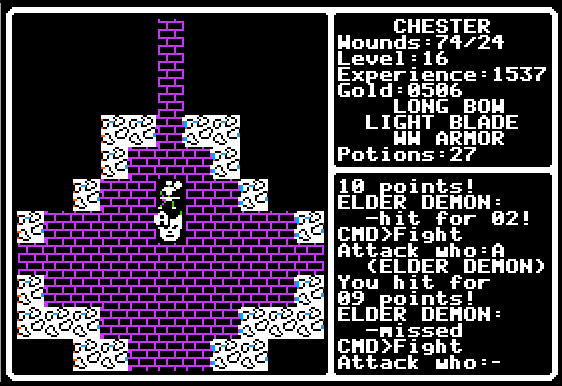 CHESTER
Wounds:74/24
Level:16
Experience:1537
Gold:0506
LONG BOW
LIGHT BLADE
WW ARMOR
Potions:27
10 points!
ELDER DEMON:
-hit for 02!
CMD>Fight
Attack who:A
(ELDER DEMON)
You hit for
09 points!
ELDER DEMON:
-missed
CMD>Fight
Attack who:-